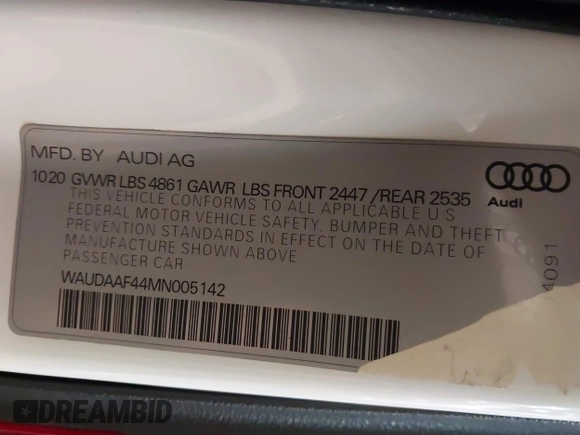 MFD. BY AUDI AG
1020 GVWR LBS 4861 GAWR LBS FRONT 2447 /REAR 2535
THIS VEHICLE CONFORMS TO ALL APPLICABLE U S
FEDERAL MOTOR VEHICLE SAFETY, BUMPER AND THEFT
PREVENTION STANDARDS IN EFFECT ON THE DATE OF
MANUFACTURE SHOWN ABOVE
PASSENGER CAR
WAUDAAF44MN005142
Audi
4091
DREAMBID